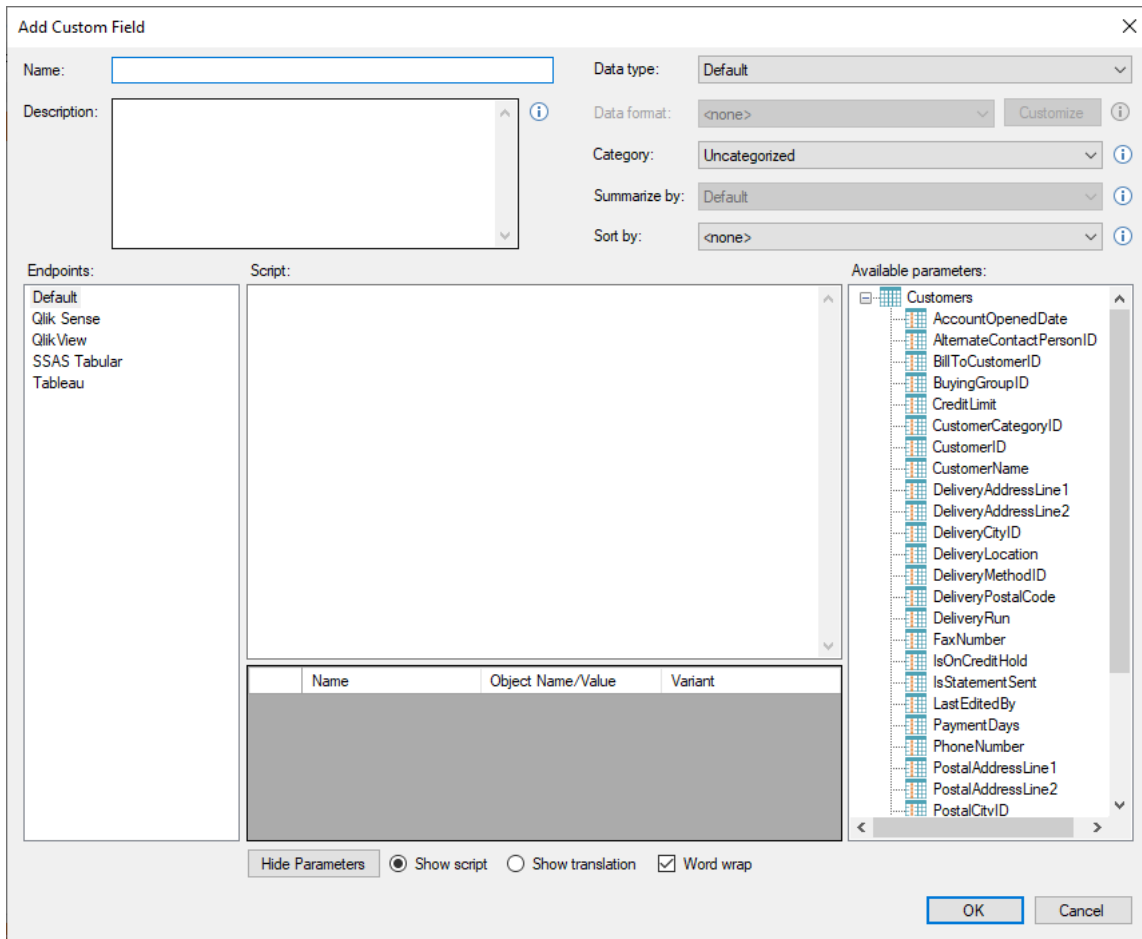 Add Custom Field
Name:
Data type:
Default
Description:
Data format:
<none>
Customize
Category:
Uncategorized
Summarize by:
Default
Sort by:
<none>
Endpoints:
Default
Qlik Sense
QlikView
SSAS Tabular
Tableau
Script:
Name
Object Name/Value
Variant
Available parameters:
Customers
AccountOpenedDate
AlternateContactPersonID
BillToCustomerID
BuyingGroupID
CreditLimit
CustomerCategoryID
CustomerID
CustomerName
DeliveryAddressLine1
DeliveryAddressLine2
DeliveryCityID
DeliveryLocation
DeliveryMethodID
DeliveryPostalCode
DeliveryRun
FaxNumber
IsOnCreditHold
IsStatementSent
LastEditedBy
PaymentDays
PhoneNumber
PostalAddressLine1
PostalAddressLine2
PostalCityID
Hide Parameters
Show script
Show translation
Word wrap
OK
Cancel